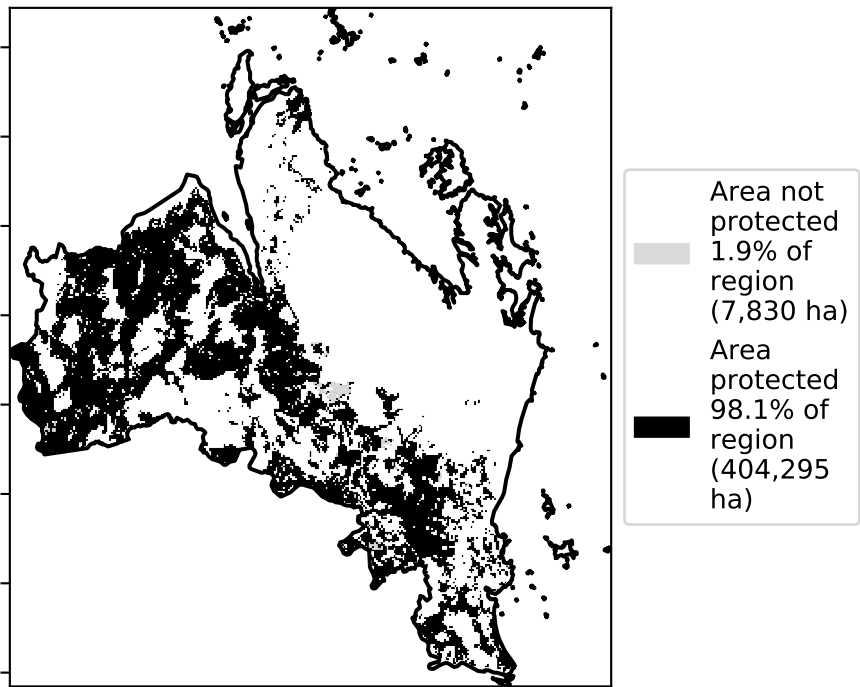 Area not
protected
1.9% of
region
(7,830 ha)
Area
protected
98.1% of
region
(404,295
ha)